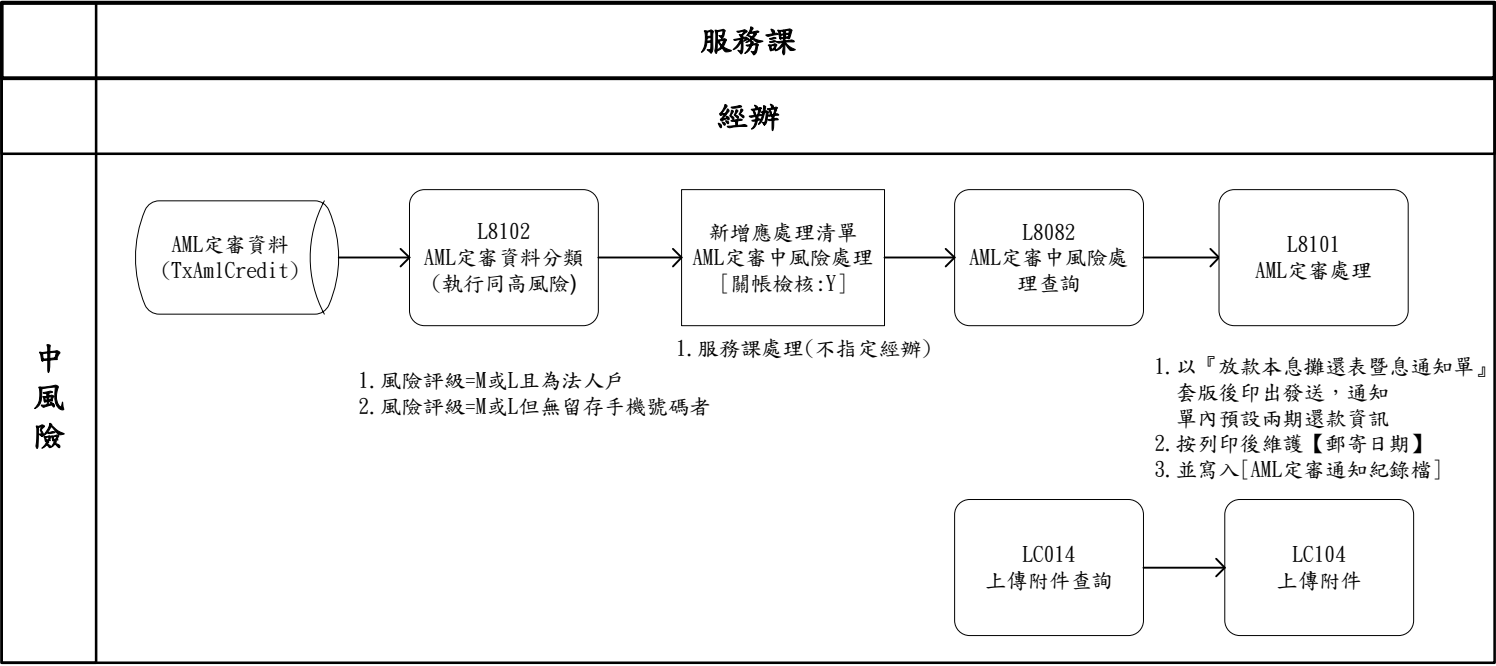 服務課
經辦
中
風
險
AML定審資料
(TxAmlCredit)
L8102
AML定審資料分類
(執行同高風險)
新增應處理清單
AML定審中風險處理
[關帳檢核:Y]
L8082
AML定審中風險處
理查詢
L8101
AML定審處理
1.風險評級=M或L且為法人戶
2.風險評級=M或L但無留存手機號碼者
1.服務課處理(不指定經辦)
1.以『放款本息攤還表暨息通知單』
套版後印出發送，通知
單內預設兩期還款資訊
2.按列印後維護【郵寄日期】
3.並寫入[AML定審通知紀錄檔]
LC014
上傳附件查詢
LC104
上傳附件